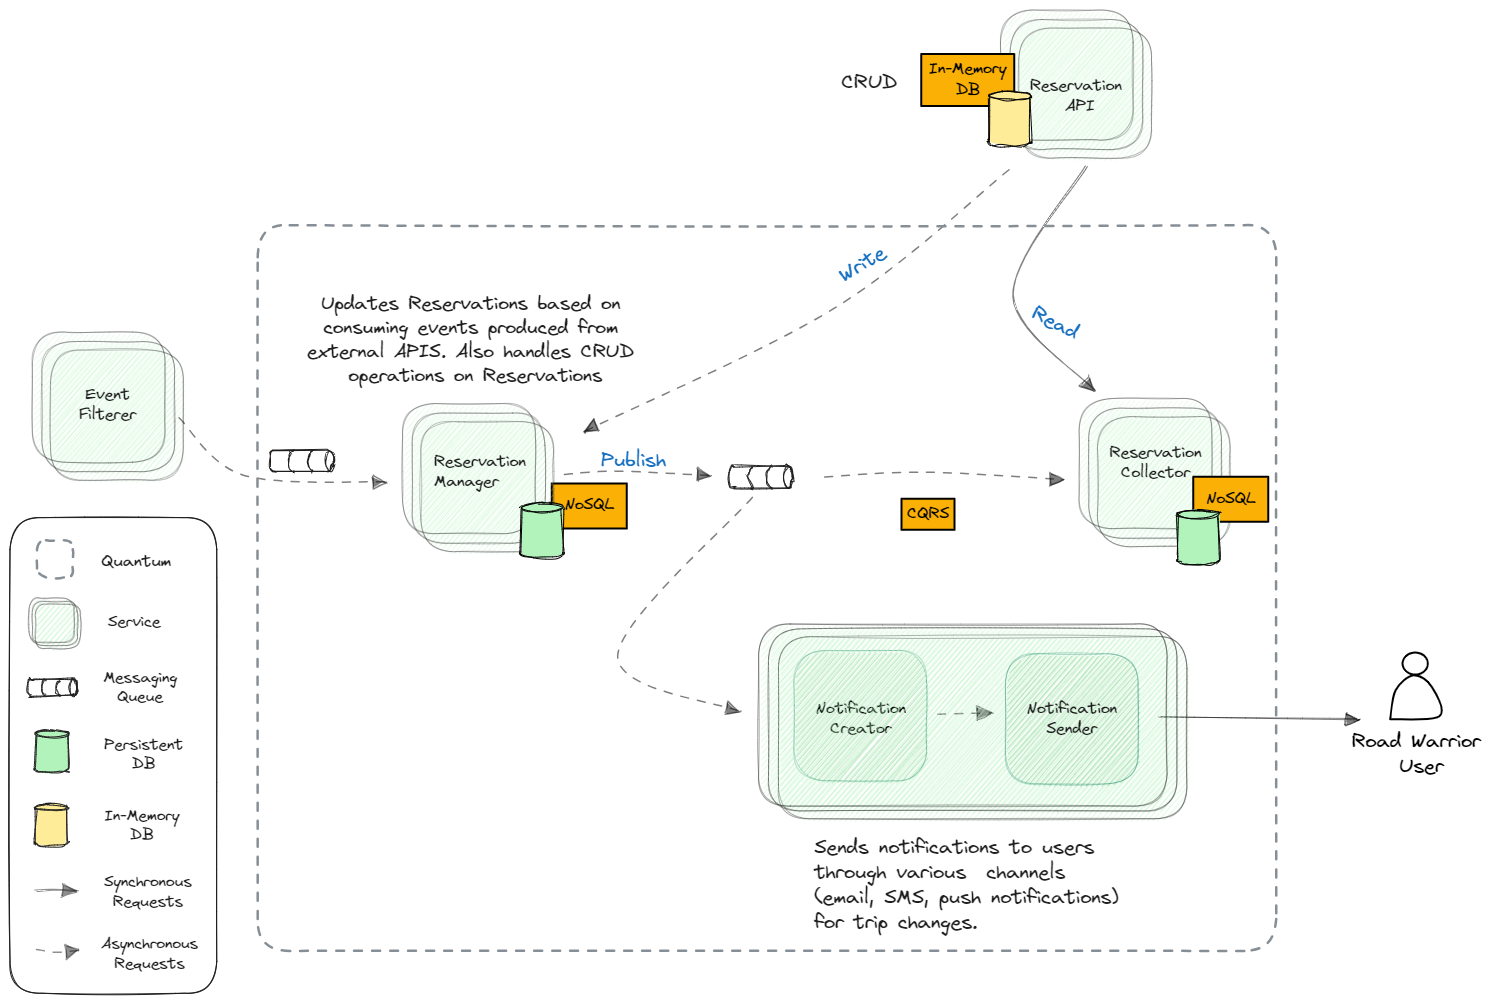 CRUD
In-Memory
DB
Reservation
API
Write
Read
Updates Reservations based on
consuming events produced from
external APIS. Also handles CRUD
operations on Reservations
Event
Filterer
Reservation
Manager
NoSQL
Publish
CQRS
Reservation
Collector
NoSQL
Quantum
Service
Messaging
Queue
Persistent
DB
In-Memory
DB
Synchronous
Requests
Asynchronous
Requests
Notification
Creator
Notification
Sender
Road Warrior
User
Sends notifications to users
through various channels
(email, SMS, push notifications)
for trip changes.